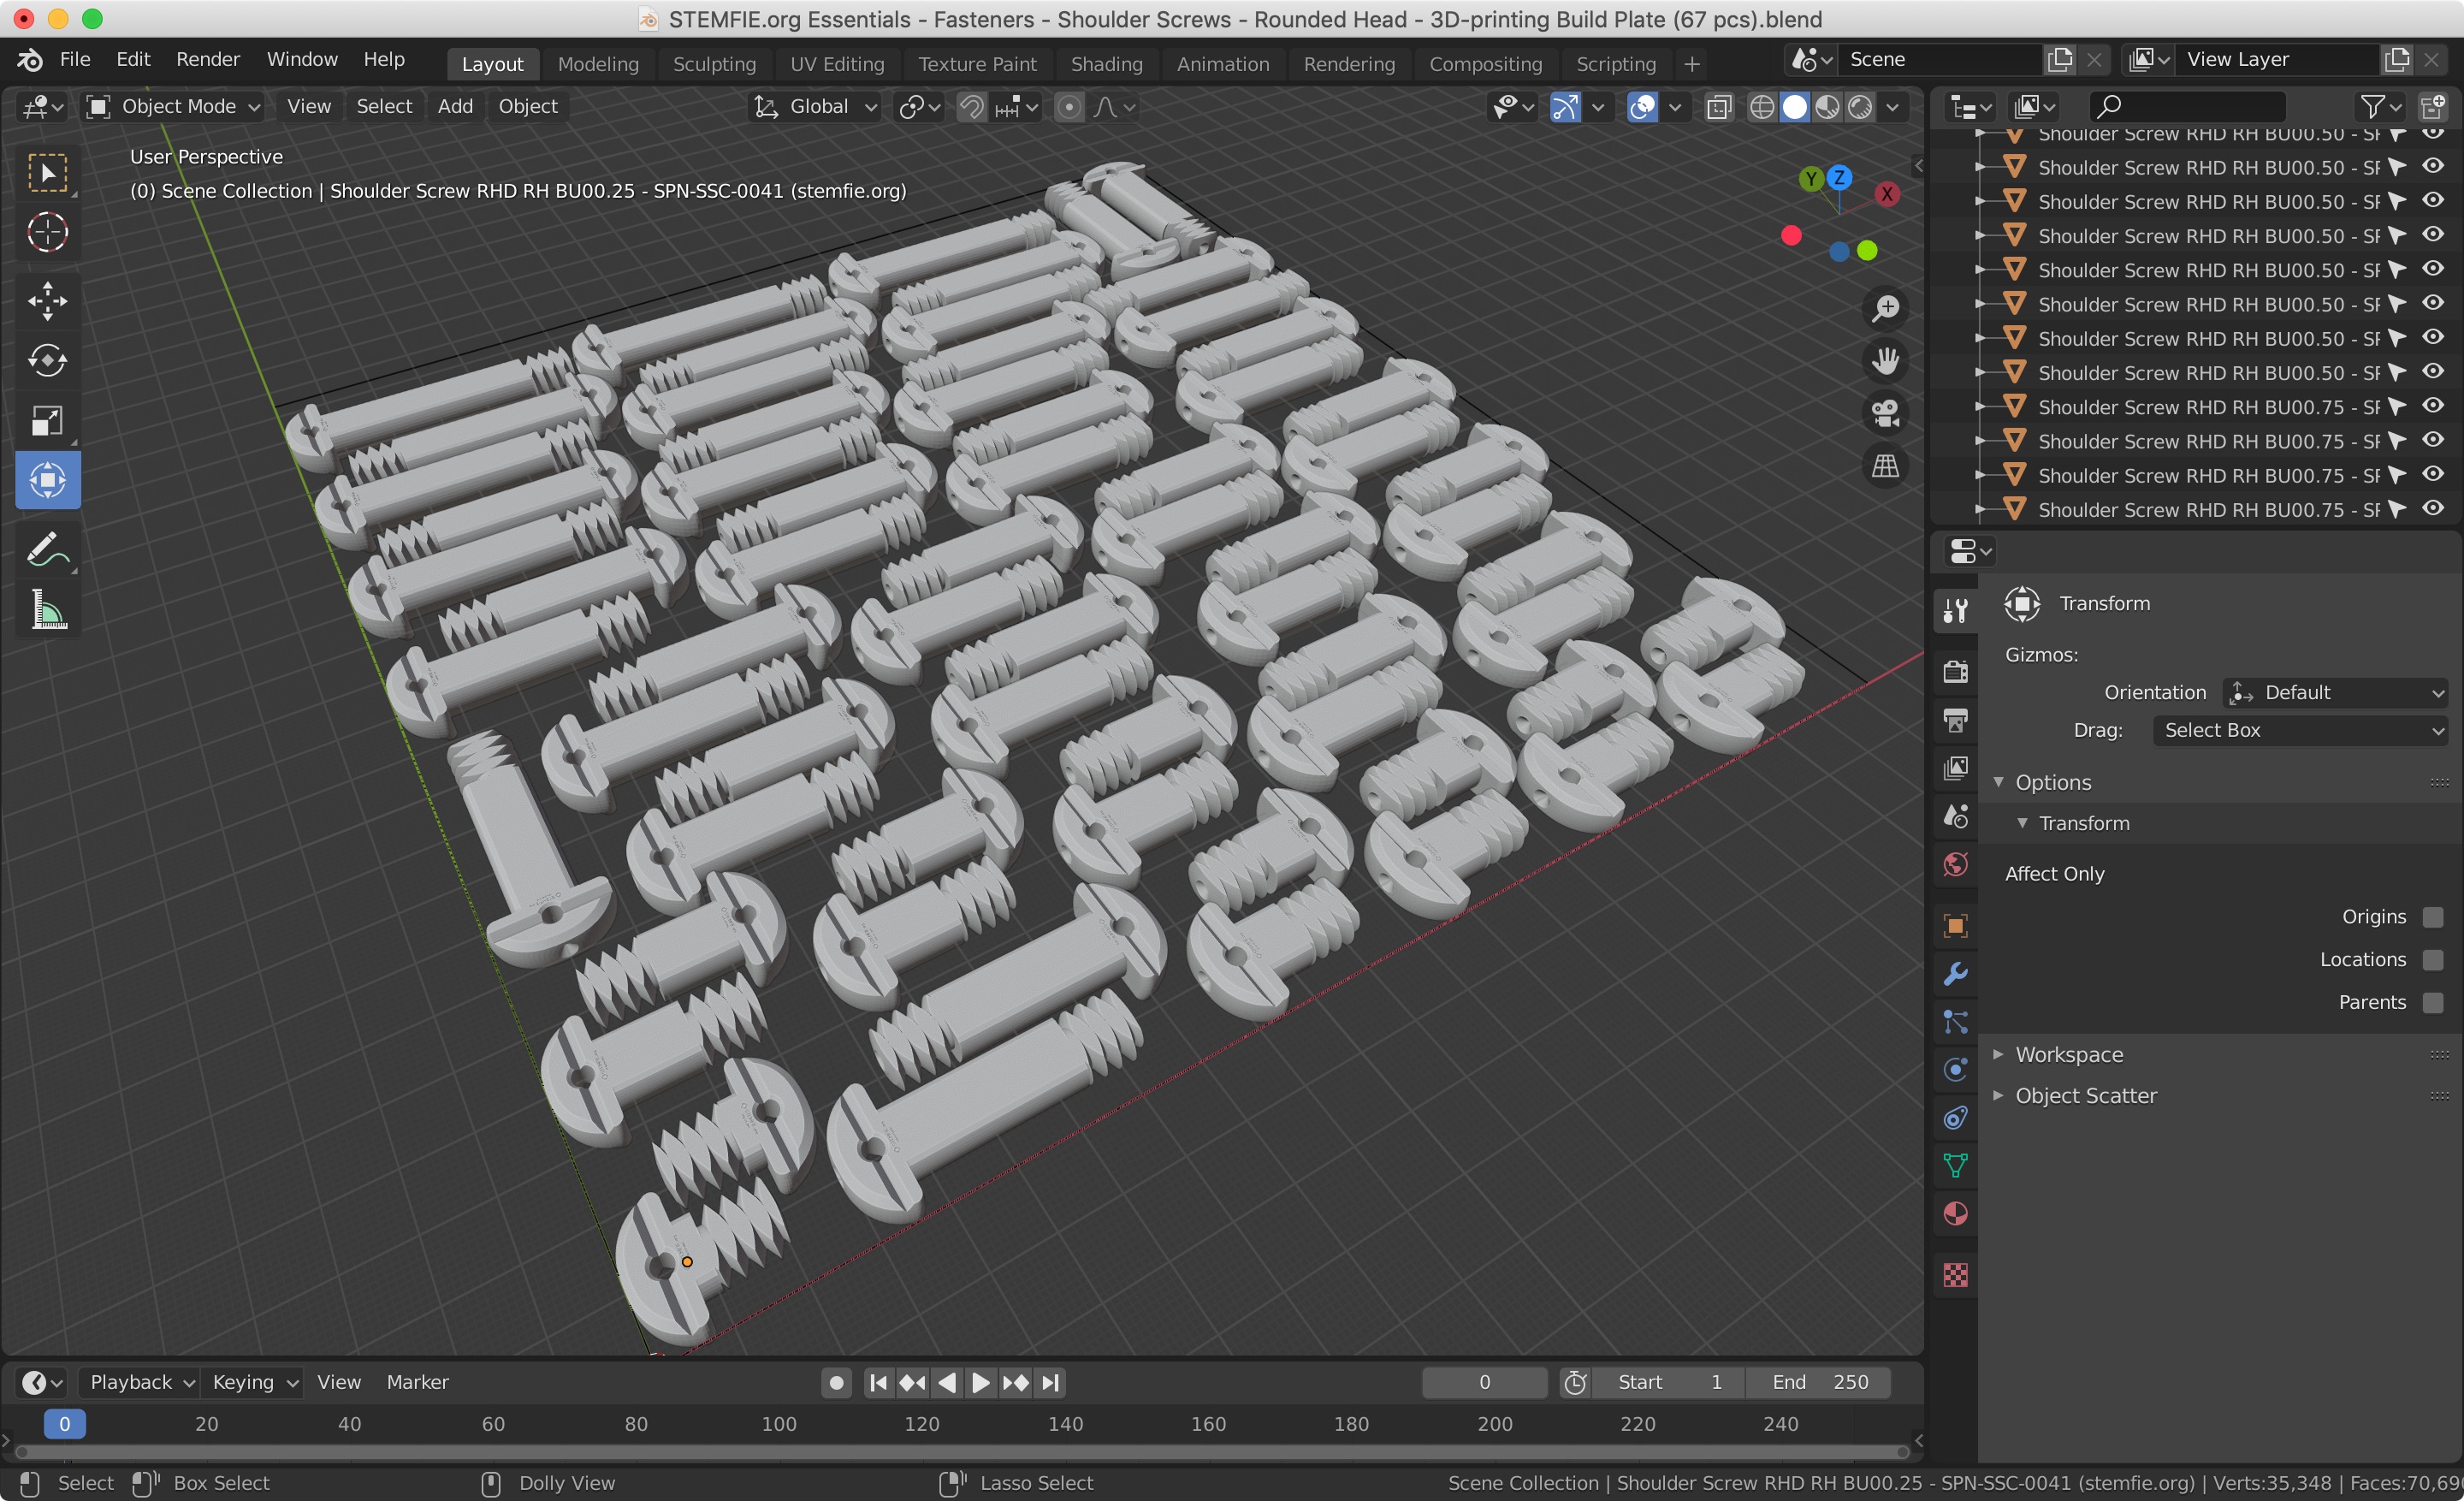 STEMFIE.org Essentials - Fasteners - Shoulder Screws - Rounded Head - 3D-printing Build Plate (67 pcs).blend
File Edit Render Window Help Layout Modeling Sculpting UV Editing Texture Paint Shading Animation Rendering Compositing Scripting + Scene View Layer
Object Mode View Select Add Object Global
User Perspective
(0) Scene Collection | Shoulder Screw RHD RH BU00.25 - SPN-SSC-0041 (stemfie.org)
Y Z X
Shoulder Screw RHD RH BU00.50 - SF
Shoulder Screw RHD RH BU00.50 - SF
Shoulder Screw RHD RH BU00.50 - SF
Shoulder Screw RHD RH BU00.50 - SF
Shoulder Screw RHD RH BU00.50 - SF
Shoulder Screw RHD RH BU00.50 - SF
Shoulder Screw RHD RH BU00.50 - SF
Shoulder Screw RHD RH BU00.50 - SF
Shoulder Screw RHD RH BU00.75 - SF
Shoulder Screw RHD RH BU00.75 - SF
Shoulder Screw RHD RH BU00.75 - SF
Shoulder Screw RHD RH BU00.75 - SF
Transform
Gizmos:
Orientation Default
Drag: Select Box
Options
Transform
Affect Only
Origins
Locations
Parents
Workspace
Object Scatter
Playback Keying View Marker 0 Start 1 End 250
0 20 40 60 80 100 120 140 160 180 200 220 240
Select Box Select Dolly View Lasso Select Scene Collection | Shoulder Screw RHD RH BU00.25 - SPN-SSC-0041 (stemfie.org) | Verts:35,348 | Faces:70,69